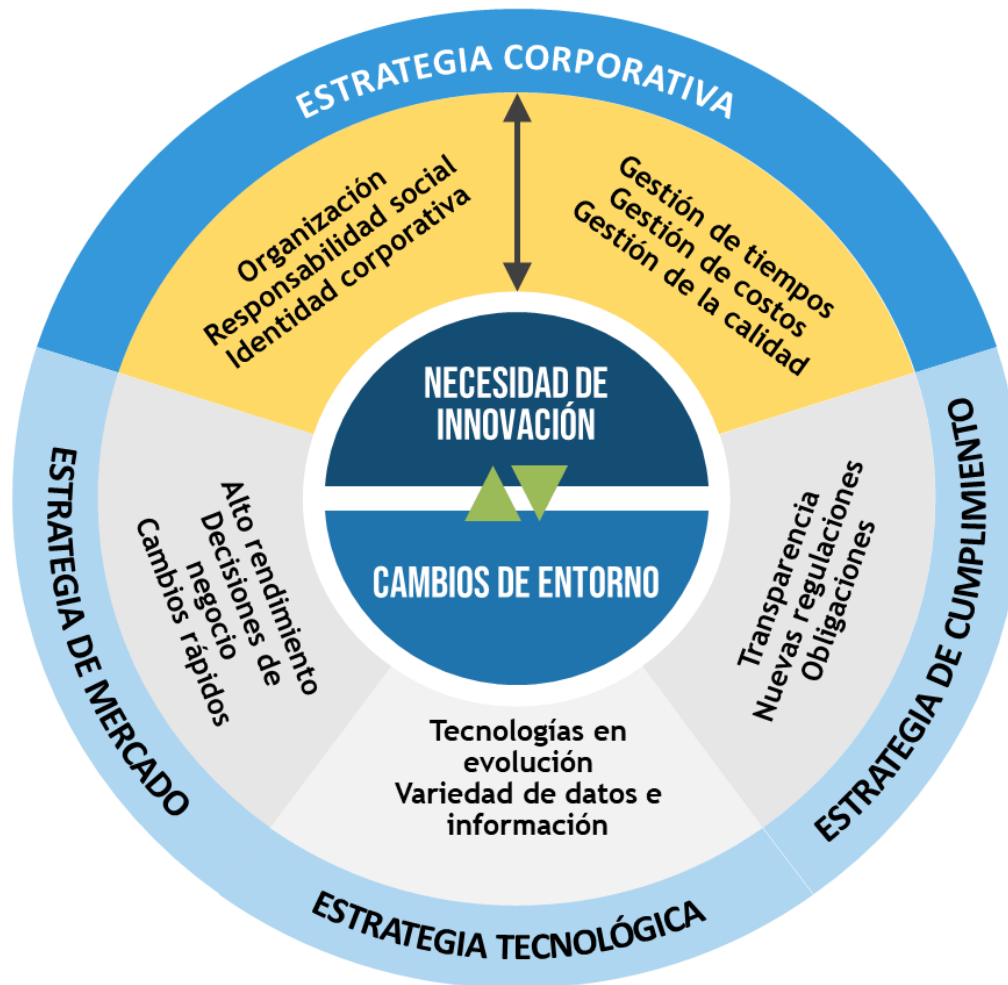 ESTRATEGIA CORPORATIVA
Organización
Responsabilidad social
Identidad corporativa
Gestión de tiempos
Gestión de costos
Gestión de la calidad
NECESIDAD DE
INNOVACIÓN
CAMBIOS DE ENTORNO
ESTRATEGIA DE MERCADO
Alto rendimiento
Decisiones de
negocio
Cambios rápidos
Transparencia
Nuevas regulaciones
Obligaciones
ESTRATEGIA DE CUMPLIMIENTO
Tecnologías en
evolución
Variedad de datos e
información
ESTRATEGIA TECNOLÓGICA